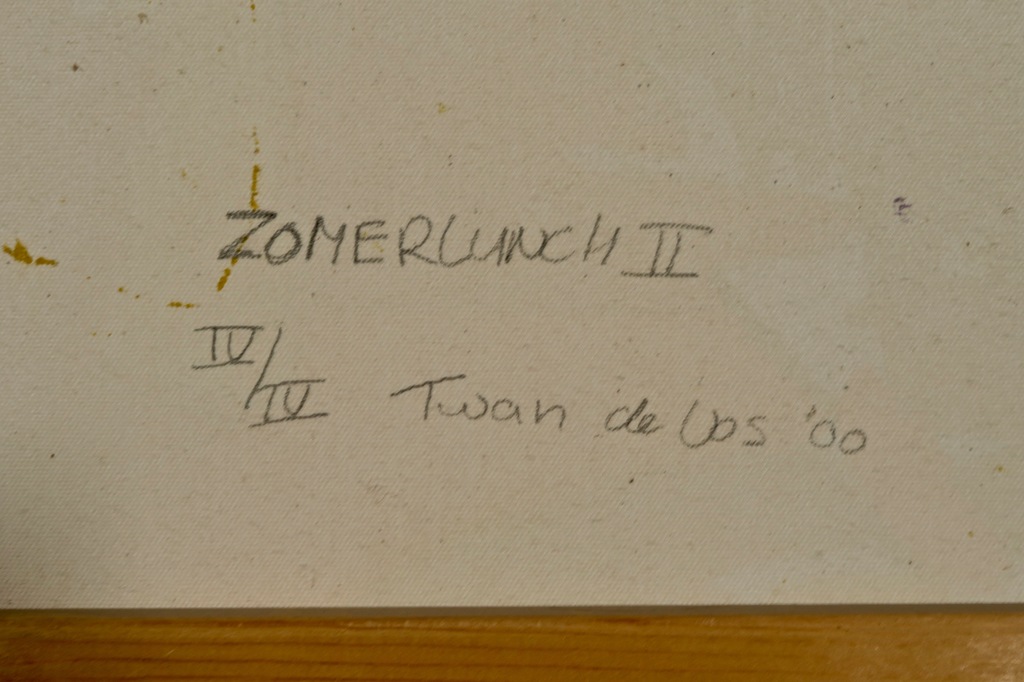 ZOMERLUNCH II
IV/IV Twan de Vos '00